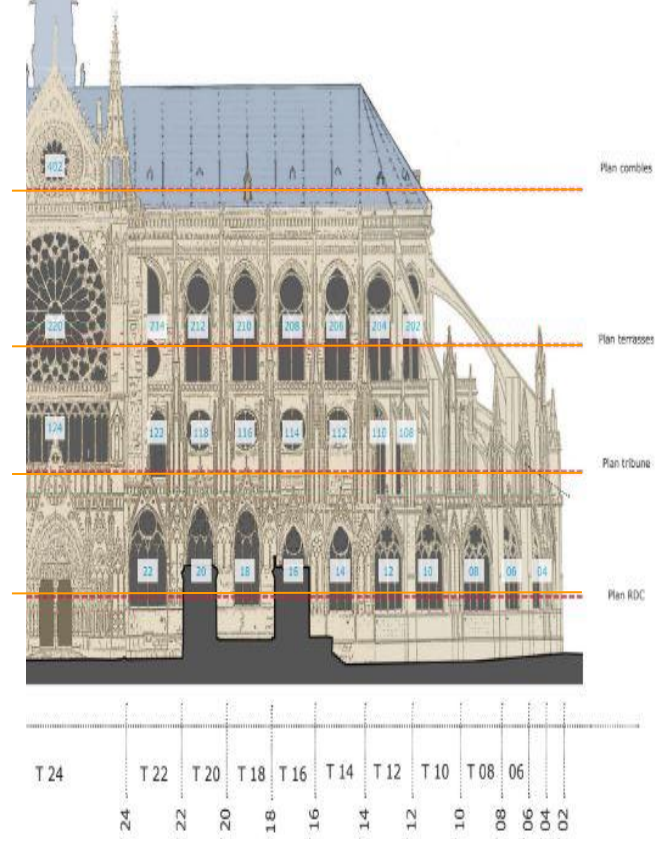 402
Plan combles
220
214 212 210 208 206 204 202
Plan terrasses
124
122 118 116 114 112 110 108
Plan tribune
22 20 18 16 14 12 10 08 06 04
Plan RDC
T 24 T 22 T 20 T 18 T 16 T 14 T 12 T 10 T 08 06
24 22 20 18 16 14 12 10 08 06 04 02